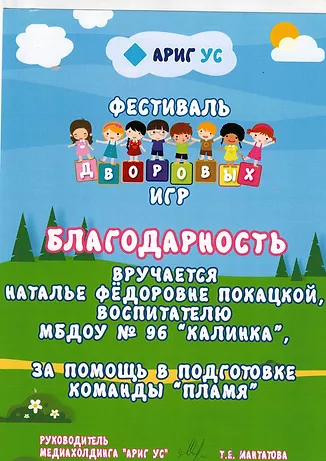 АРИГ УС
ФЕСТИВАЛЬ
ДВОРОВЫХ
ИГР
БЛАГОДАРНОСТЬ
ВРУЧАЕТСЯ
НАТАЛЬЕ ФЁДОРОВНЕ ПОКАЦКОЙ,
ВОСПИТАТЕЛЮ
МБДОУ № 96 "КАЛИНКА",
ЗА ПОМОЩЬ В ПОДГОТОВКЕ
КОМАНДЫ "ПЛАМЯ"
РУКОВОДИТЕЛЬ
МЕДИАХОЛДИНГА "АРИГ УС" Т.Е. МАНТАТОВА